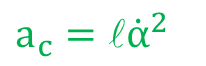 a_c = ℓα̇²